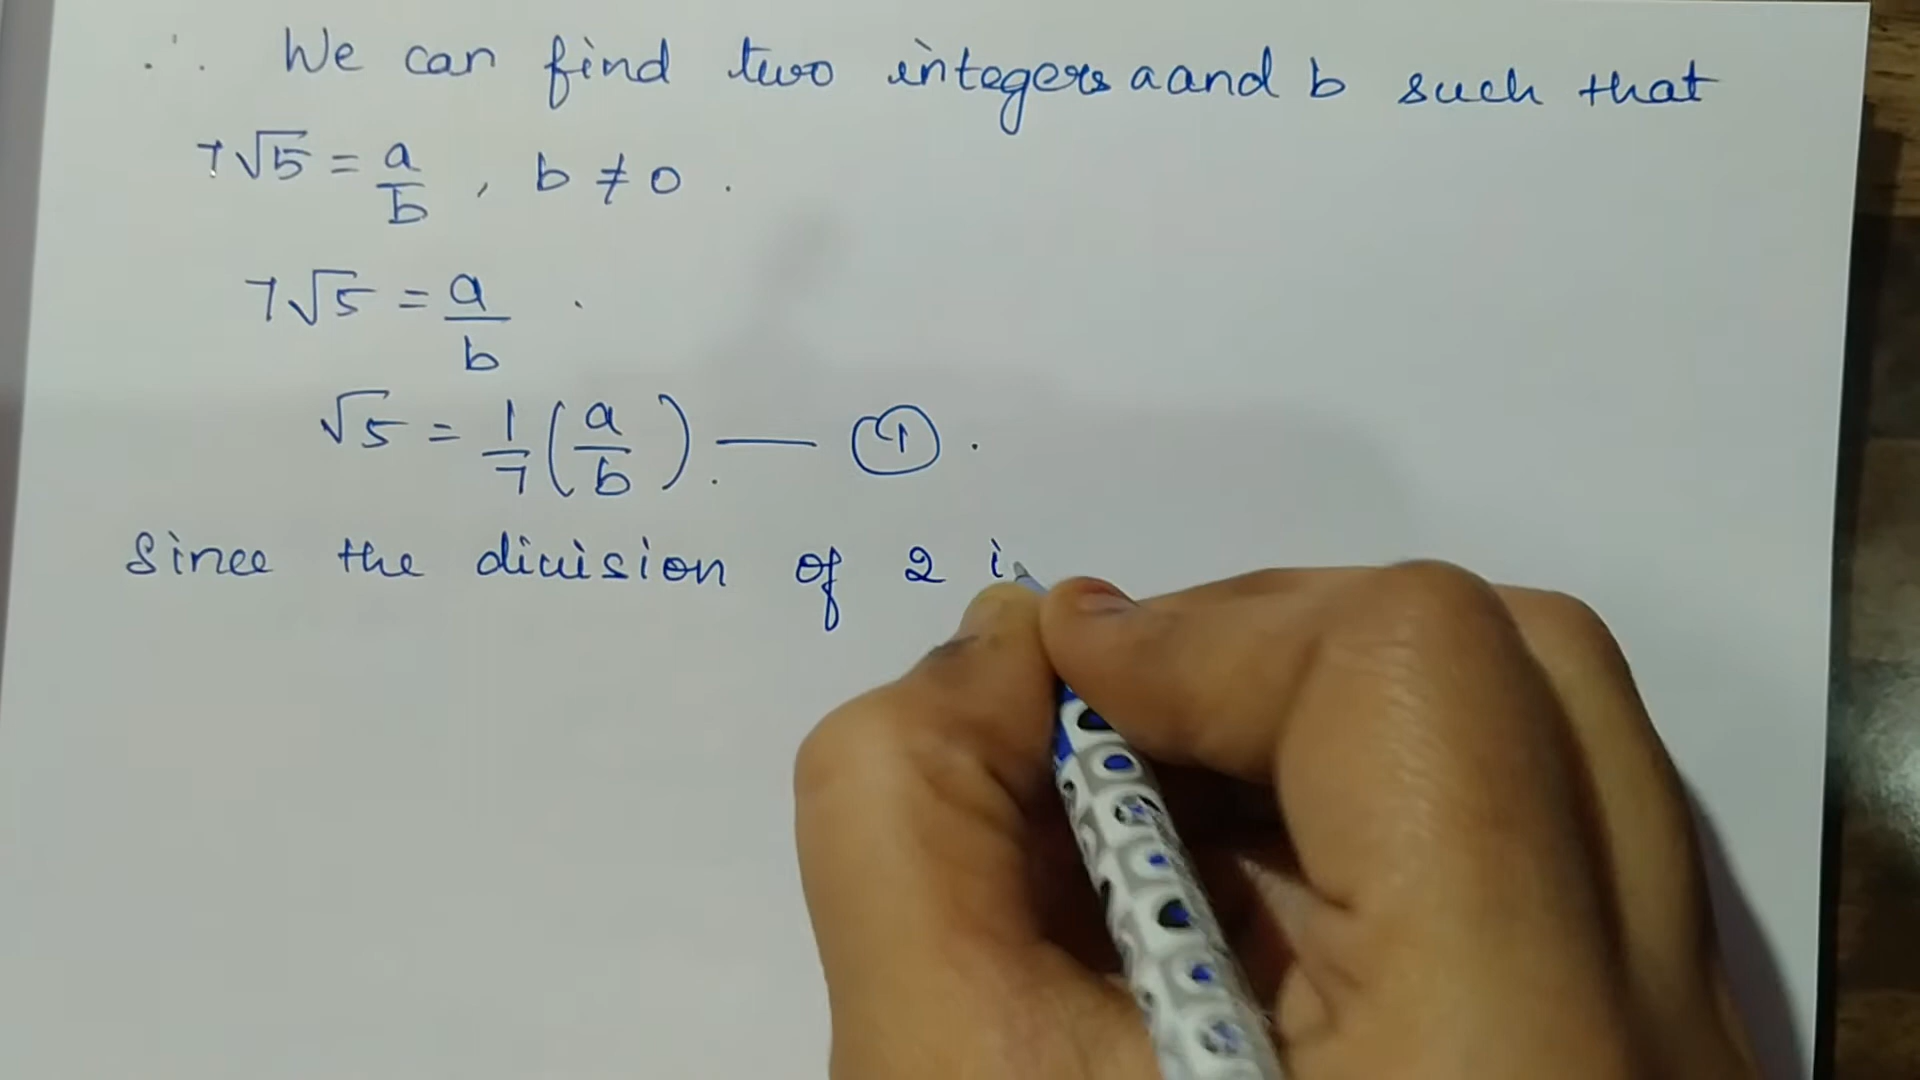 ∴ We can find two integers a and b such that
7√5 = a/b , b ≠ 0 .
7√5 = a/b .
√5 = 1/7 (a/b) . — ① .
Since the division of 2 i